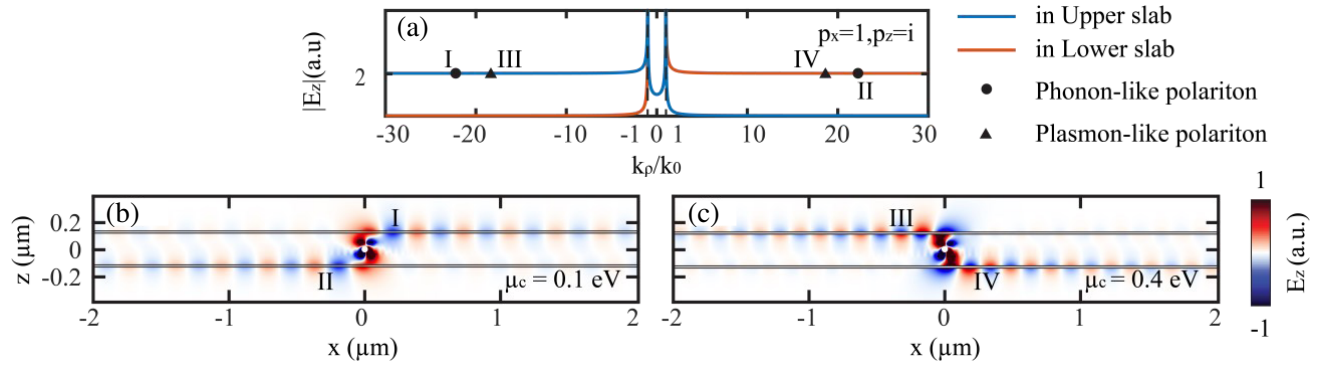 (a)
px=1,pz=i
I
III
IV
II
2
|Ez|(a.u)
-30
-20
-10
-1
0
1
10
20
30
kρ/k0
in Upper slab
in Lower slab
Phonon-like polariton
Plasmon-like polariton
(b)
I
II
μc = 0.1 eV
0.2
0
-0.2
z (μm)
-2
-1
0
1
2
x (μm)
(c)
III
IV
μc = 0.4 eV
-2
-1
0
1
2
x (μm)
1
-1
Ez (a.u.)